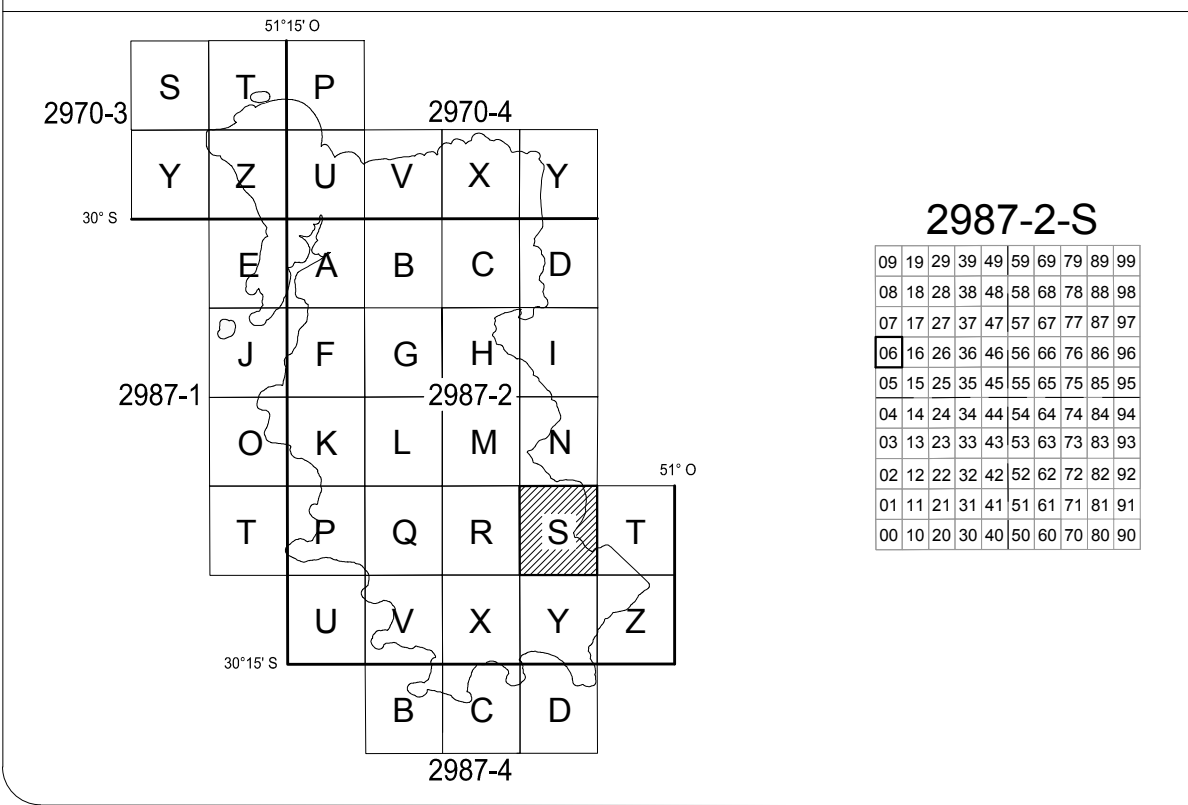 51°15' O
S T P
2970-3
2970-4
Y Z U V X Y
30° S
E A B C D
J F G H I
2987-1
2987-2
O K L M N
51° O
T P Q R S T
U V X Y Z
30°15' S
B C D
2987-4
2987-2-S
09 19 29 39 49 59 69 79 89 99
08 18 28 38 48 58 68 78 88 98
07 17 27 37 47 57 67 77 87 97
06 16 26 36 46 56 66 76 86 96
05 15 25 35 45 55 65 75 85 95
04 14 24 34 44 54 64 74 84 94
03 13 23 33 43 53 63 73 83 93
02 12 22 32 42 52 62 72 82 92
01 11 21 31 41 51 61 71 81 91
00 10 20 30 40 50 60 70 80 90